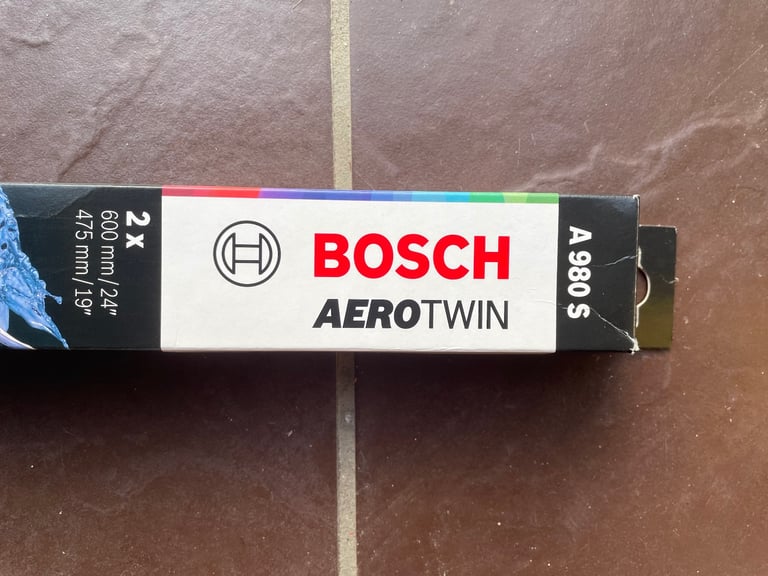 2 x
600 mm / 24"
475 mm / 19"
BOSCH
AEROTWIN
A 980 S